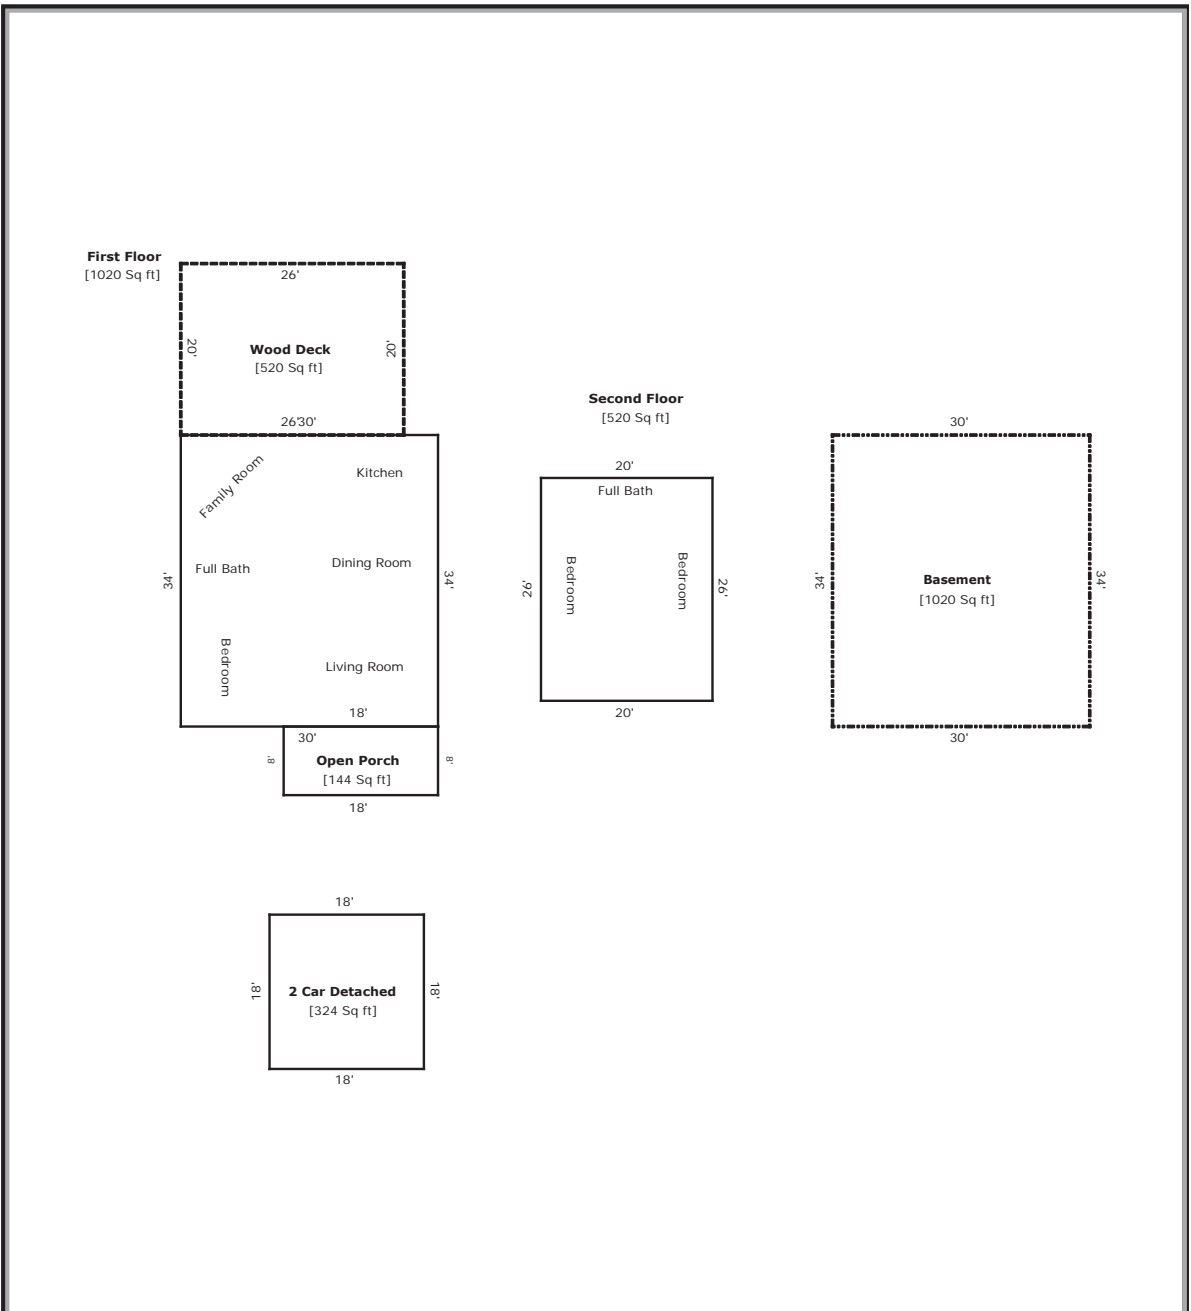 First Floor
[1020 Sq ft]
26'
20'
20'
Wood Deck
[520 Sq ft]
26'
30'
Family Room
Kitchen
Full Bath
Dining Room
34'
34'
Bedroom
Living Room
18'
30'
8'
8'
Open Porch
[144 Sq ft]
18'
Second Floor
[520 Sq ft]
20'
Full Bath
26'
Bedroom
Bedroom
26'
20'
30'
34'
Basement
[1020 Sq ft]
34'
30'
18'
18'
2 Car Detached
[324 Sq ft]
18'
18'